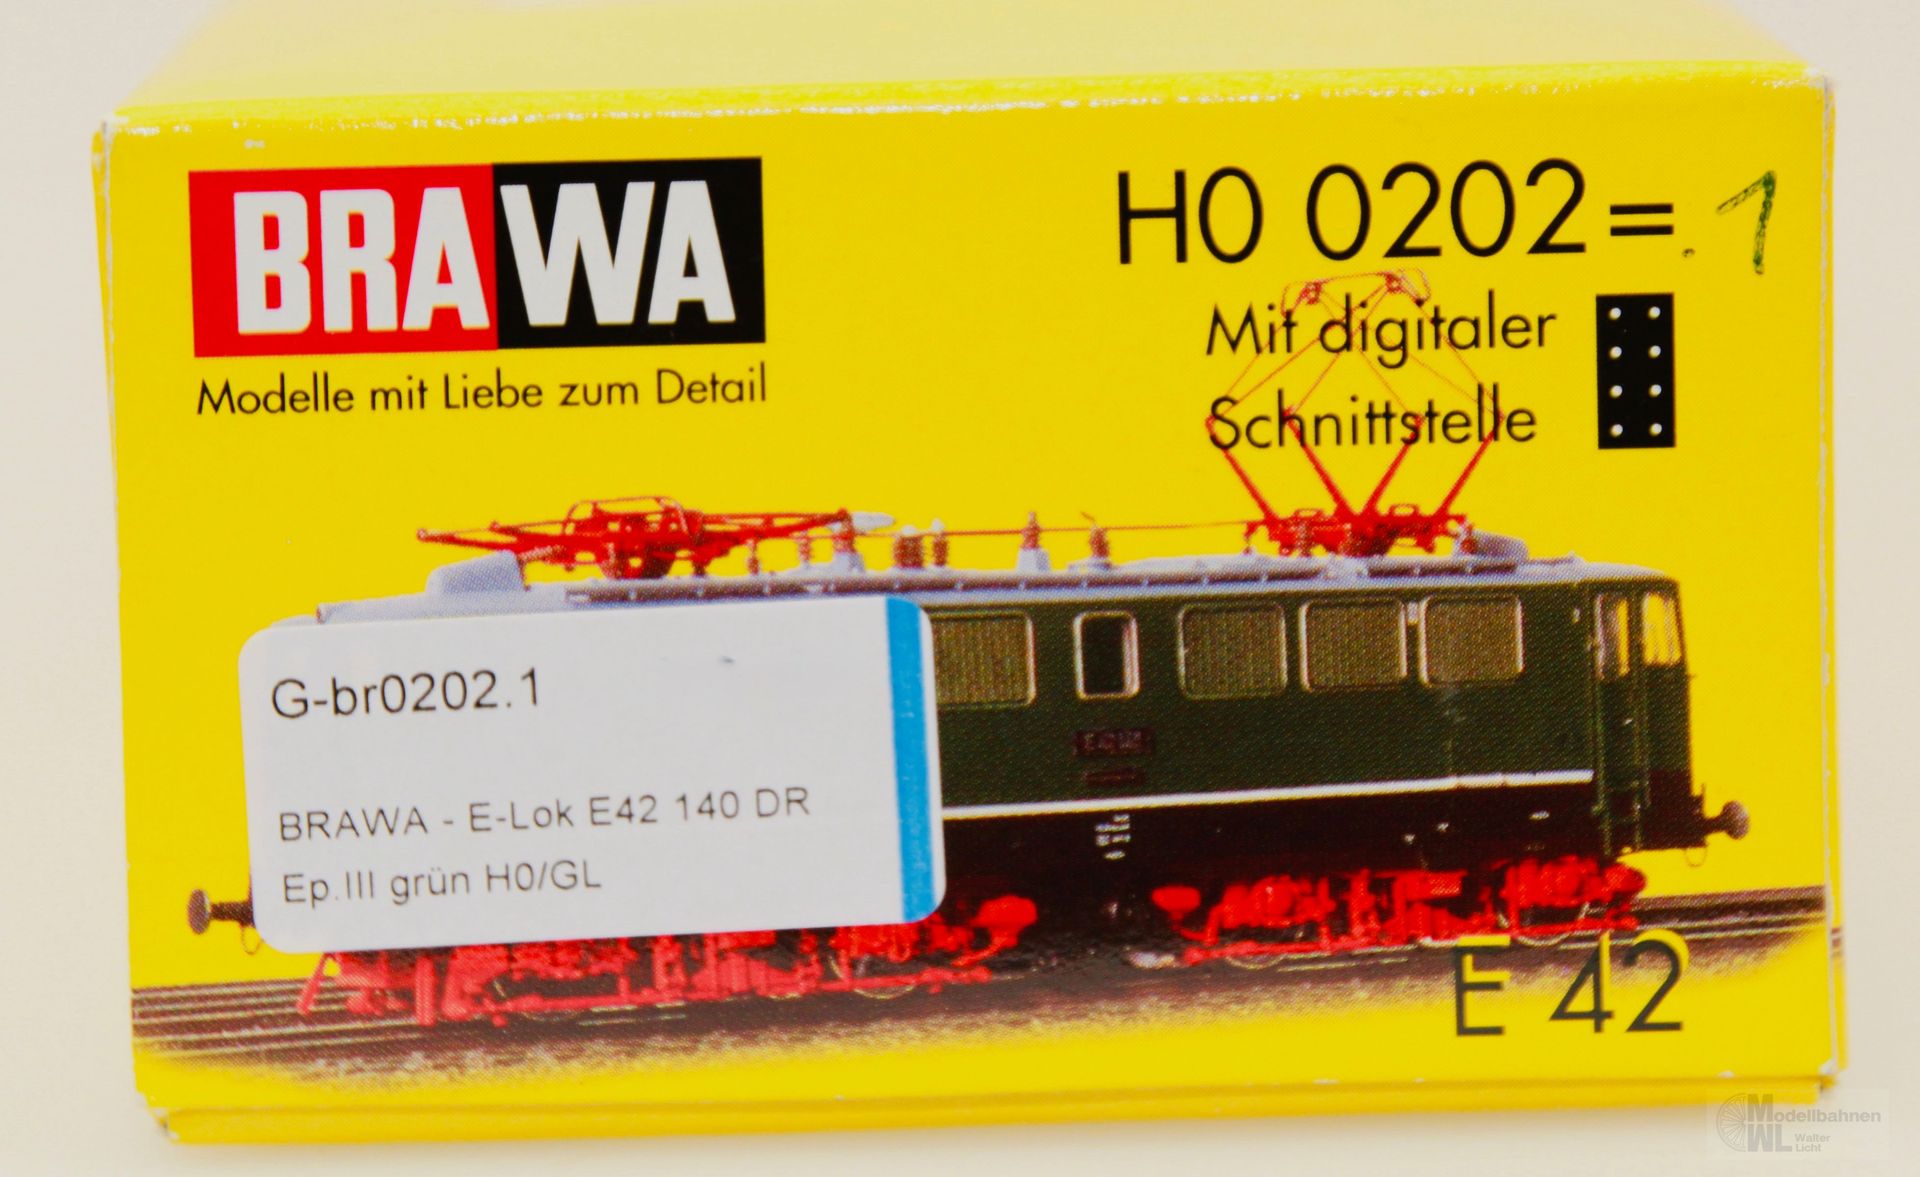 BRAWA
Modelle mit Liebe zum Detail
H0 0202 = .1
Mit digitaler
Schnittstelle
G-br0202.1
BRAWA - E-Lok E42 140 DR
Ep.III grün H0/GL
E 42
Modellbahnen
WL Walter
Licht